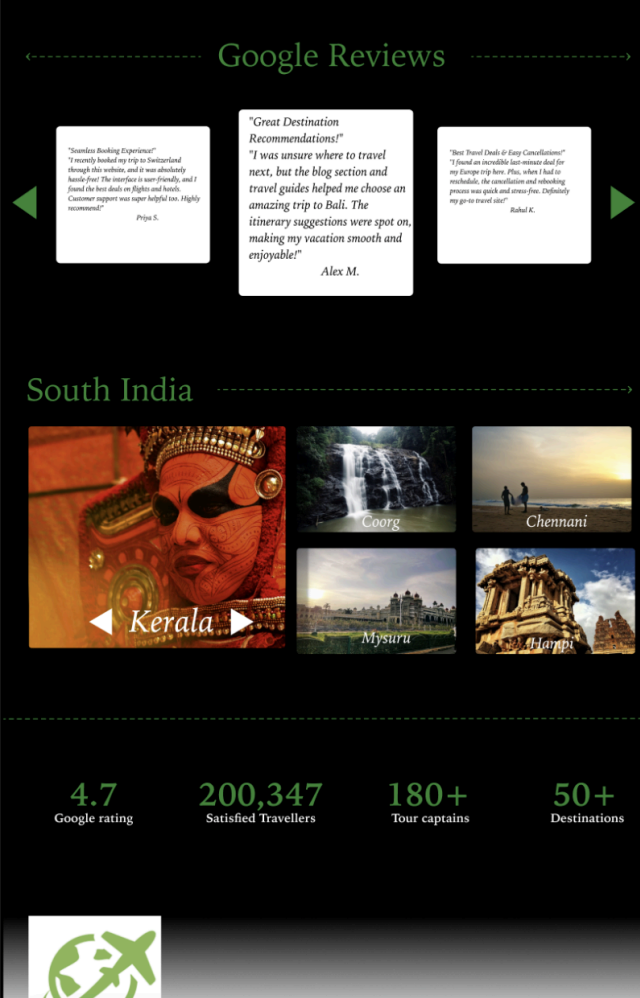 Google Reviews
"Seamless Booking Experience!"
"I recently booked my trip to Switzerland
through this website, and it was absolutely
hassle-free! The interface is user-friendly, and I
found the best deals on flights and hotels.
Customer support was super helpful too. Highly
recommend!"
Priya S.
"Great Destination
Recommendations!"
"I was unsure where to travel
next, but the blog section and
travel guides helped me choose an
amazing trip to Bali. The
itinerary suggestions were spot on,
making my vacation smooth and
enjoyable!"
Alex M.
"Best Travel Deals & Easy Cancellations!"
"I found an incredible last-minute deal for
my Europe trip here. Plus, when I had to
reschedule, the cancellation and rebooking
process was quick and stress-free. Definitely
my go-to travel site!"
Rahul K.
South India
Kerala
Coorg
Chennani
Mysuru
Hampi
4.7
Google rating
200,347
Satisfied Travellers
180+
Tour captains
50+
Destinations